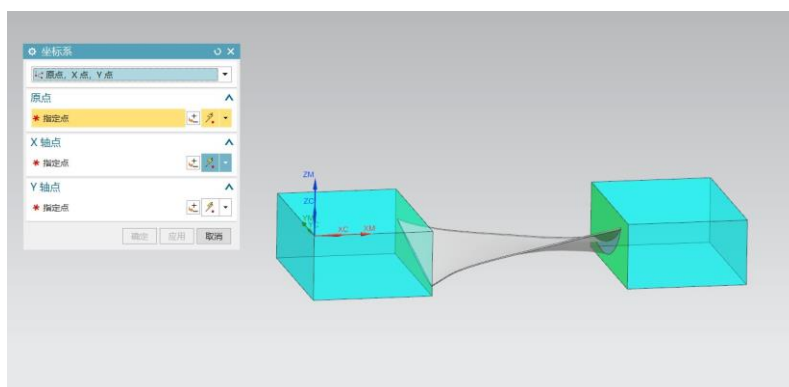 坐标系
原点, X 点, Y 点
原点
* 指定点
X 轴点
* 指定点
Y 轴点
* 指定点
确定 应用 取消
ZM
ZC
YM
XC XM